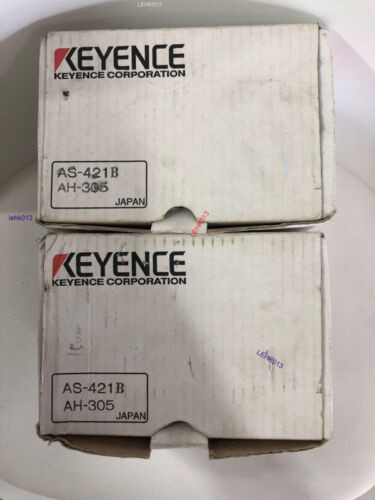 LEHK013
KEYENCE
KEYENCE CORPORATION
AS-421B
AH-305
JAPAN
lehk013
LEHK013
KEYENCE
KEYENCE CORPORATION
LEHK013
AS-421B
AH-305
JAPAN